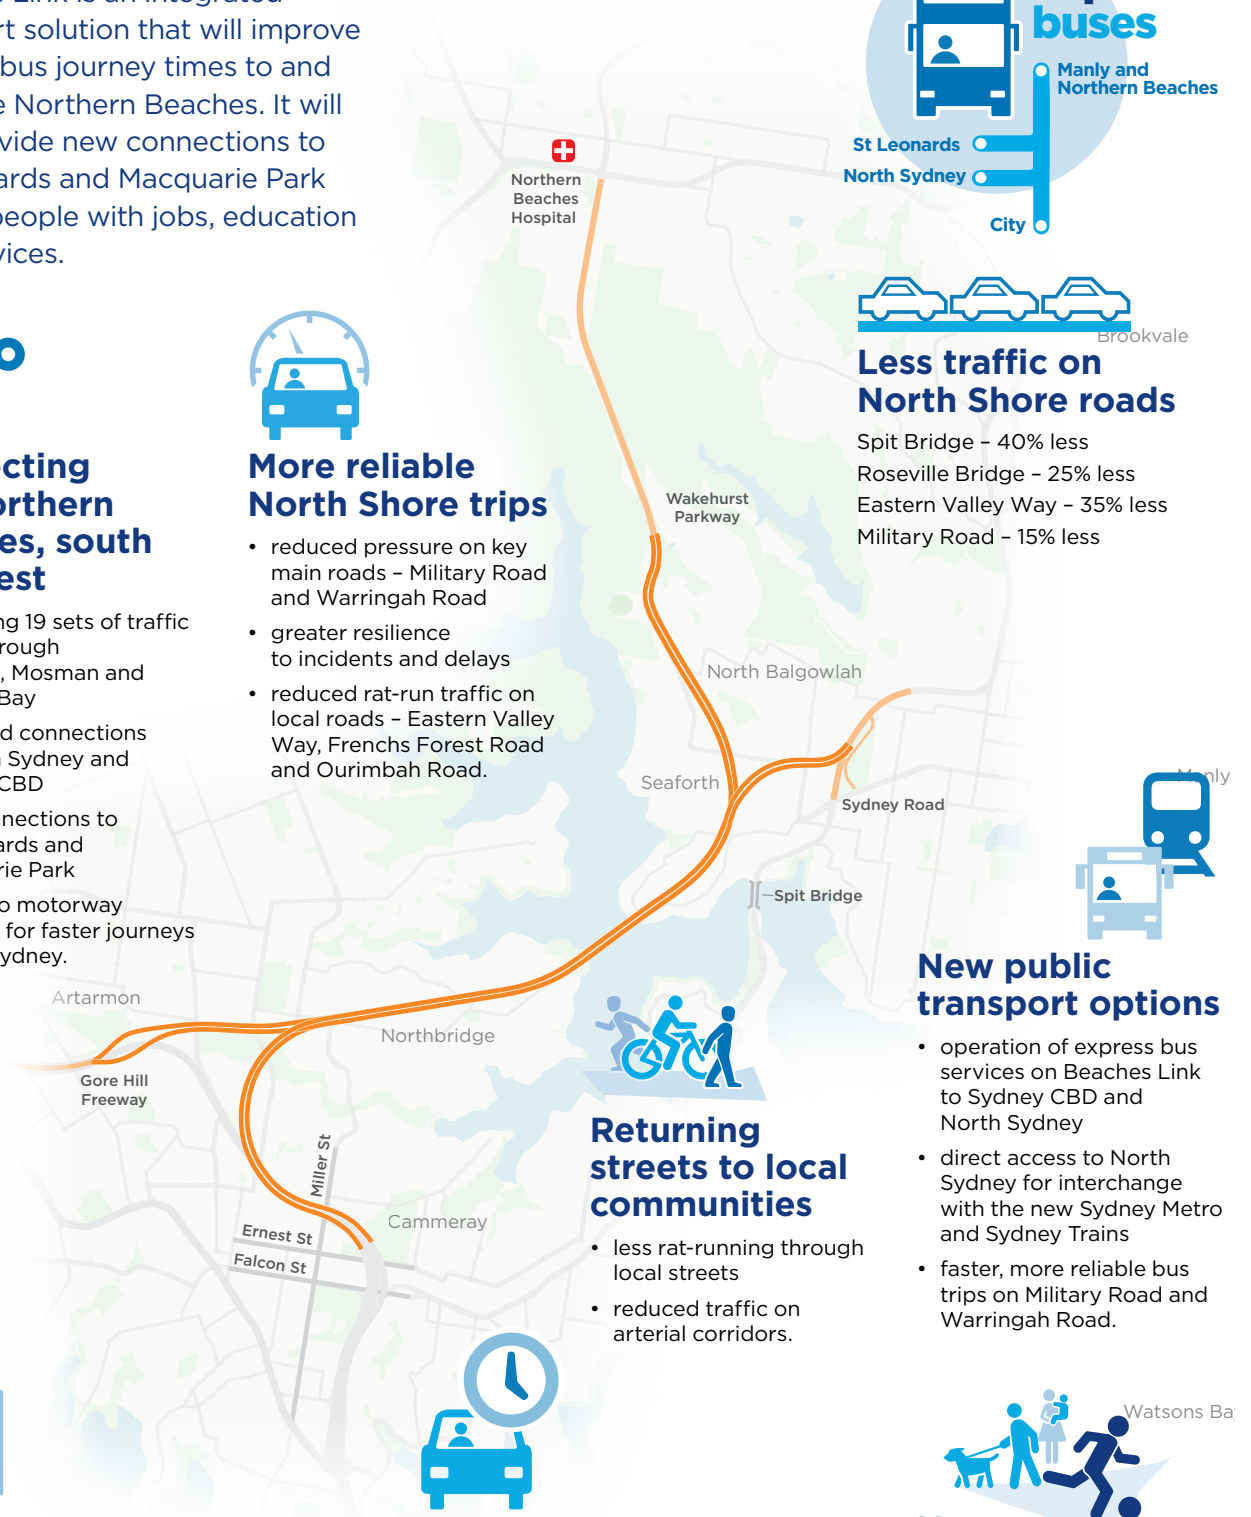 Link is an integrated
rt solution that will improve
bus journey times to and
e Northern Beaches. It will
vide new connections to
ards and Macquarie Park
people with jobs, education
vices.
buses
Manly and
Northern Beaches
St Leonards
North Sydney
City
Northern
Beaches
Hospital
Brookvale
Less traffic on
North Shore roads
Spit Bridge – 40% less
Roseville Bridge – 25% less
Eastern Valley Way – 35% less
Military Road – 15% less
ecting
orthern
es, south
est
ng 19 sets of traffic
rough
, Mosman and
Bay
d connections
Sydney and
CBD
nnections to
ards and
rie Park
o motorway
for faster journeys
ydney.
More reliable
North Shore trips
• reduced pressure on key
main roads – Military Road
and Warringah Road
• greater resilience
to incidents and delays
• reduced rat-run traffic on
local roads – Eastern Valley
Way, Frenchs Forest Road
and Ourimbah Road.
Wakehurst
Parkway
North Balgowlah
Seaforth
Sydney Road
Manly
Spit Bridge
Artarmon
Northbridge
Gore Hill
Freeway
Miller St
Ernest St
Falcon St
Cammeray
Returning
streets to local
communities
• less rat-running through
local streets
• reduced traffic on
arterial corridors.
New public
transport options
• operation of express bus
services on Beaches Link
to Sydney CBD and
North Sydney
• direct access to North
Sydney for interchange
with the new Sydney Metro
and Sydney Trains
• faster, more reliable bus
trips on Military Road and
Warringah Road.
Watsons Bay